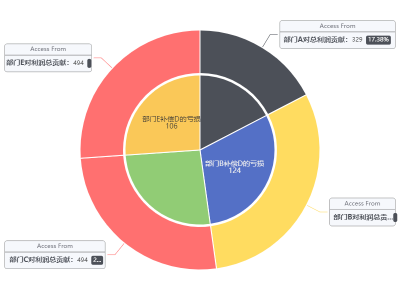 Access From
部门A对总利润贡献： 329 17.38%
Access From
部门E对利润总贡献： 494
部门E补偿D的亏损
106
部门B补偿D的亏损
124
Access From
部门B对利润总贡...
Access From
部门C对利润总贡献： 494 2...